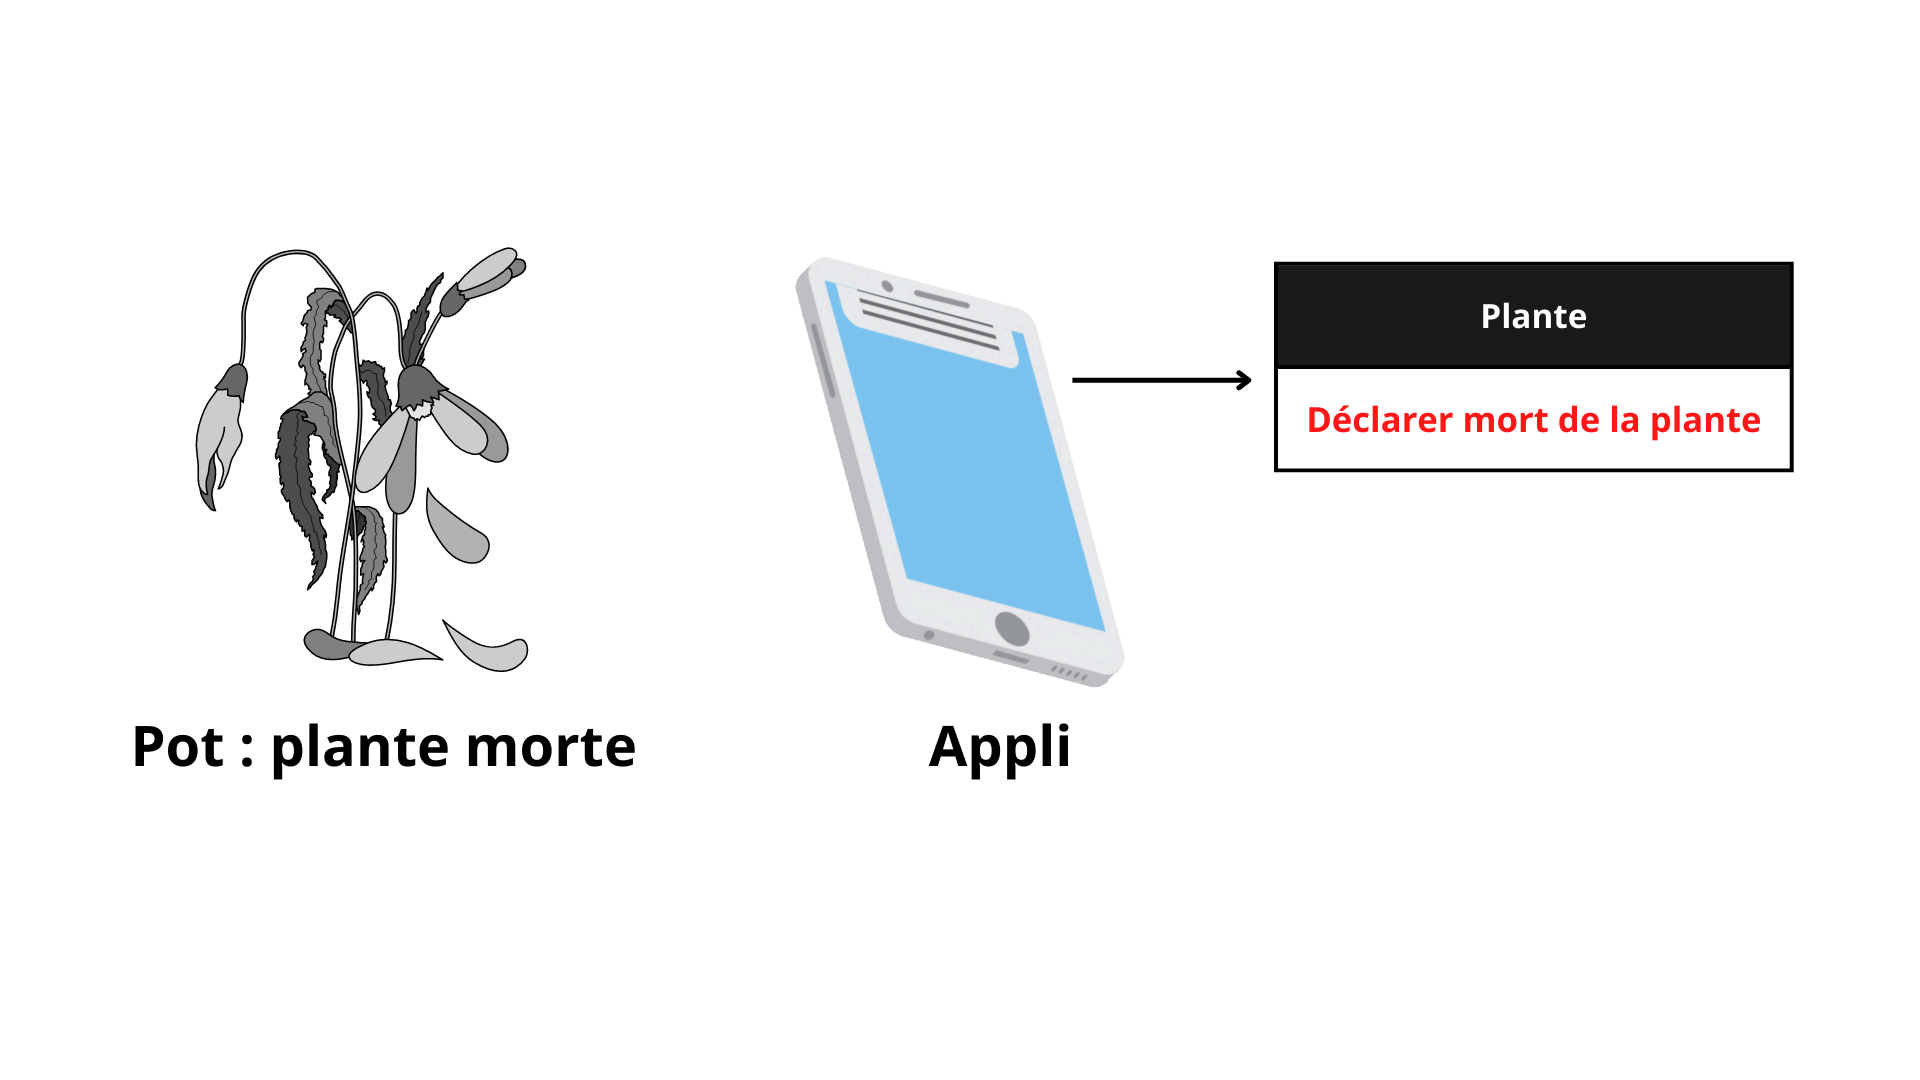 Plante
Déclarer mort de la plante
Pot : plante morte
Appli